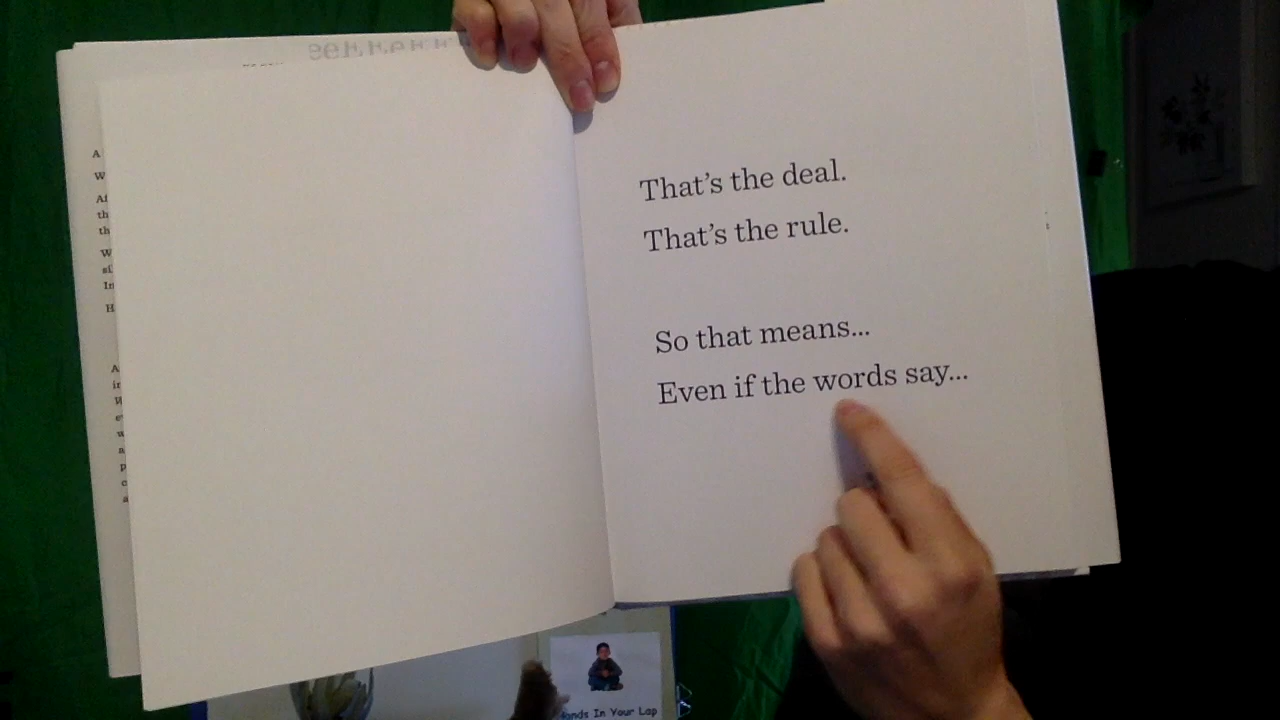 That's the deal.
That's the rule.
So that means...
Even if the words say...
Hands In Your Lap